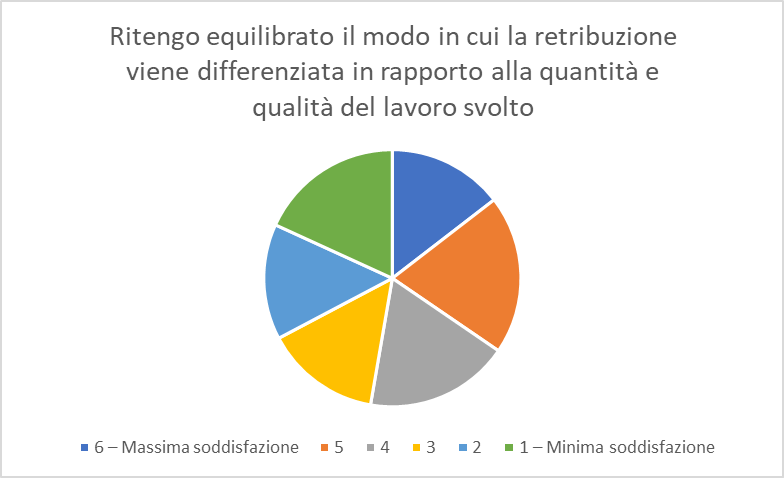 Ritengo equilibrato il modo in cui la retribuzione
viene differenziata in rapporto alla quantità e
qualità del lavoro svolto
6 – Massima soddisfazione 5 4 3 2 1 – Minima soddisfazione